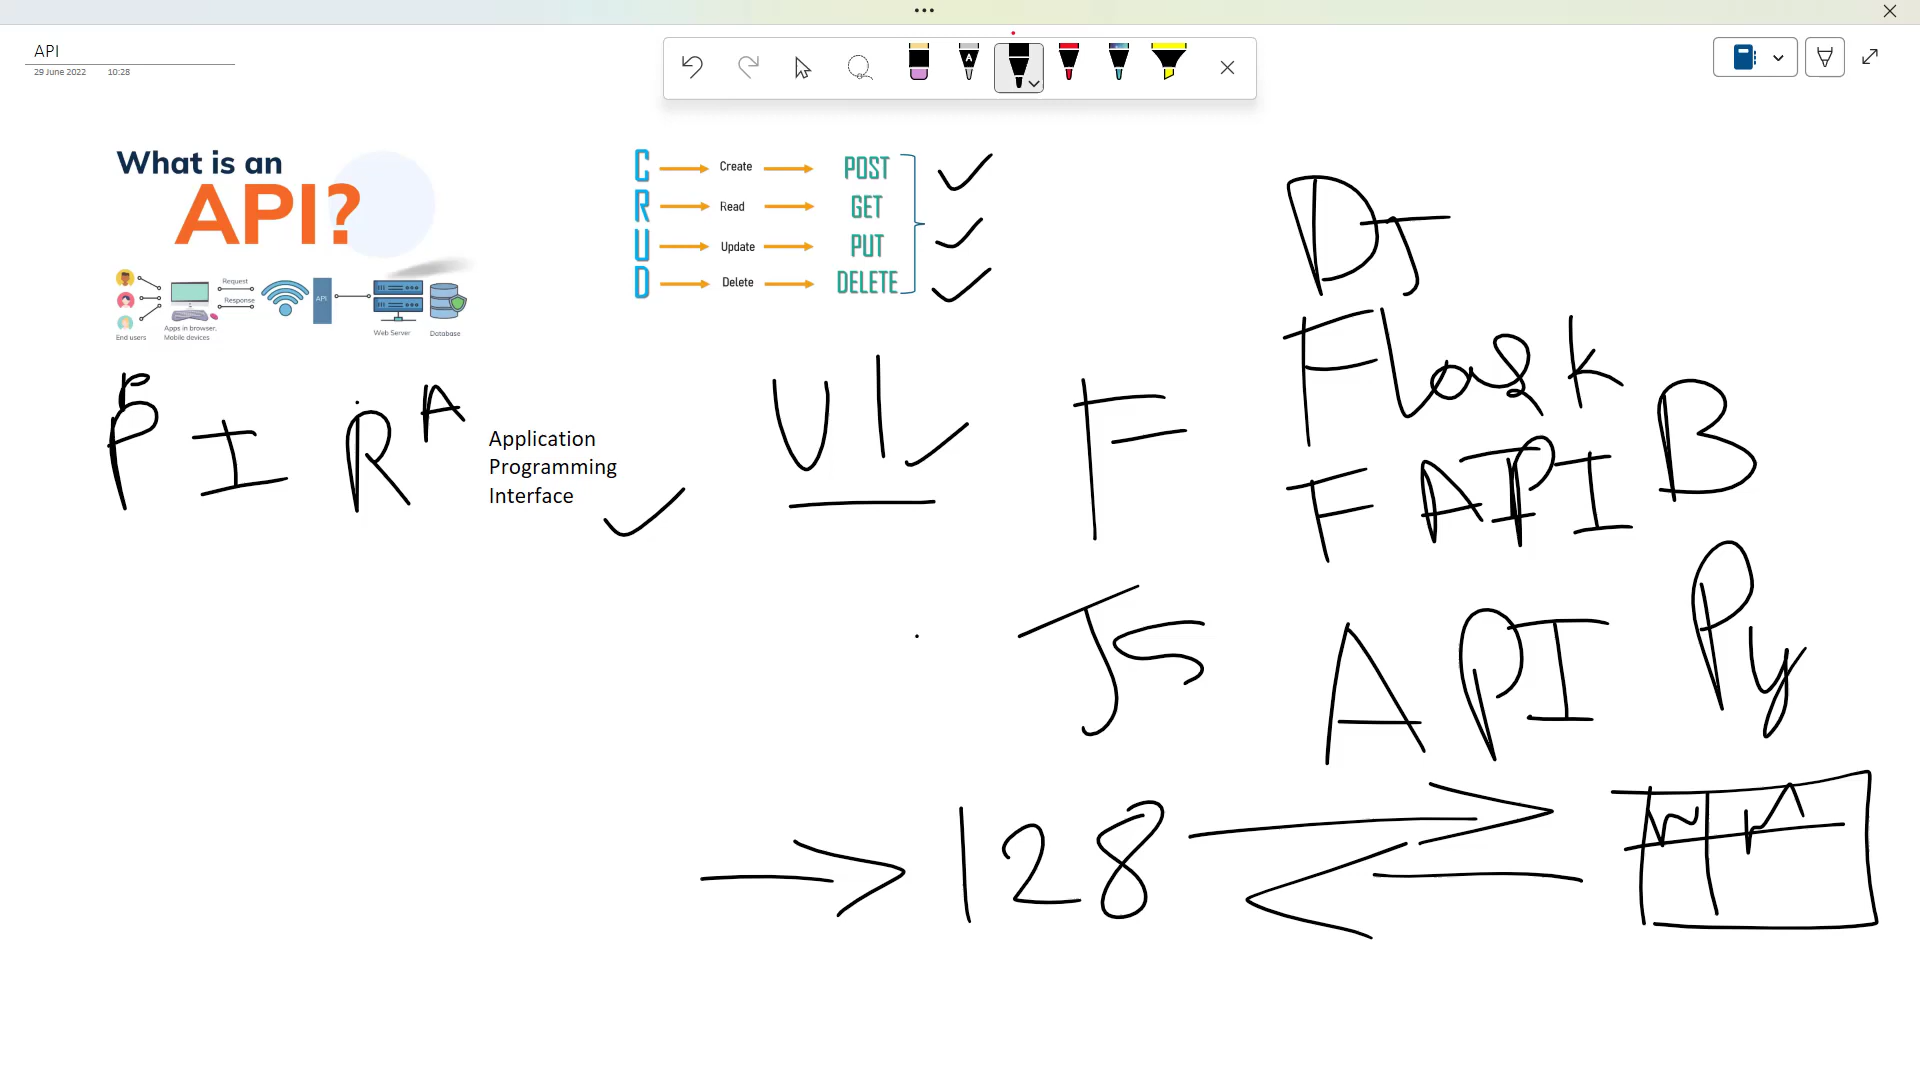 API
29 June 2022 10:28
What is an
API?
Request
Response
API
End users
Apps in browser,
Mobile devices
Web Server
Database
C Create POST
R Read GET
U Update PUT
D Delete DELETE
P I R A
Application
Programming
Interface
UL
F
DJ
Flask
F API
B
JS
API
Py
128